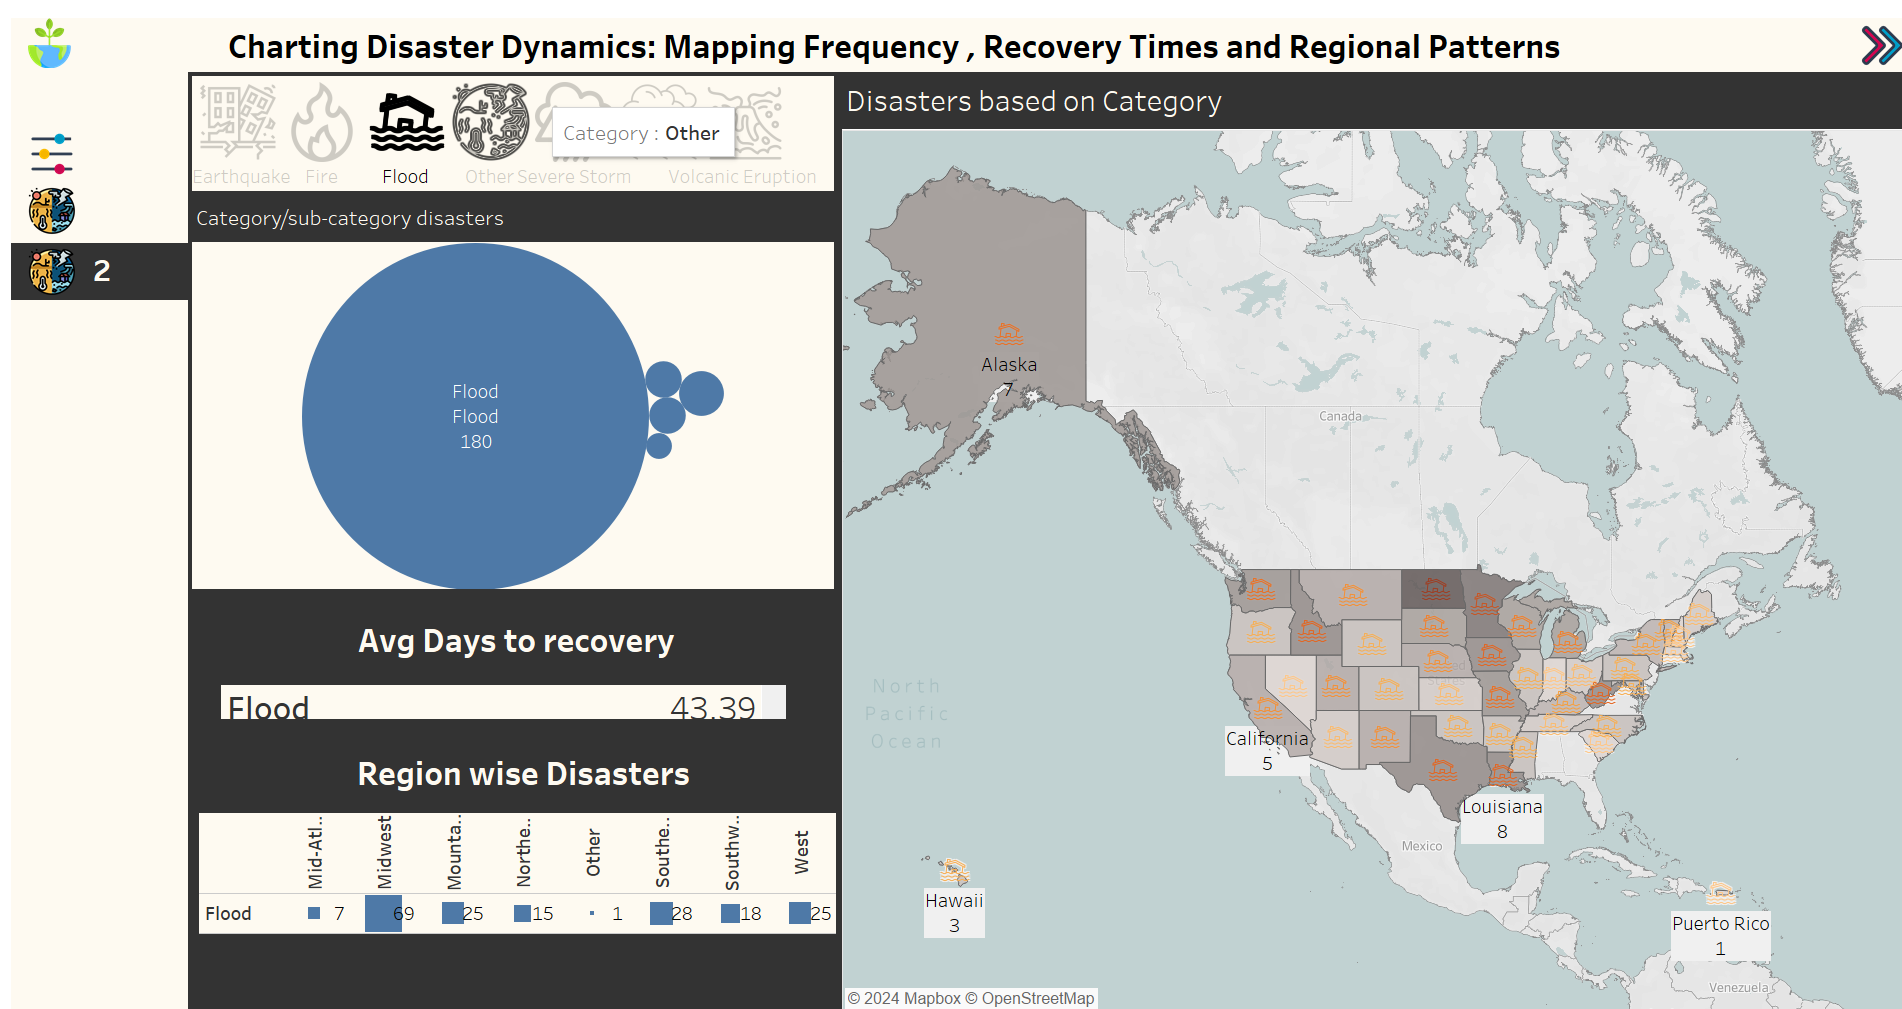 Charting Disaster Dynamics: Mapping Frequency , Recovery Times and Regional Patterns
Category : Other
Earthquake Fire Flood Other Severe Storm Volcanic Eruption
Category/sub-category disasters
2
Flood
Flood
180
Avg Days to recovery
Flood 43.39
Region wise Disasters
Mid-Atl.. Midwest Mounta.. Northe.. Other Southe.. Southw.. West
Flood 7 69 25 15 1 28 18 25
Disasters based on Category
Alaska
7
Canada
North
Pacific
Ocean
California
5
Louisiana
8
Mexico
Hawaii
3
Puerto Rico
1
Venezuela
© 2024 Mapbox © OpenStreetMap